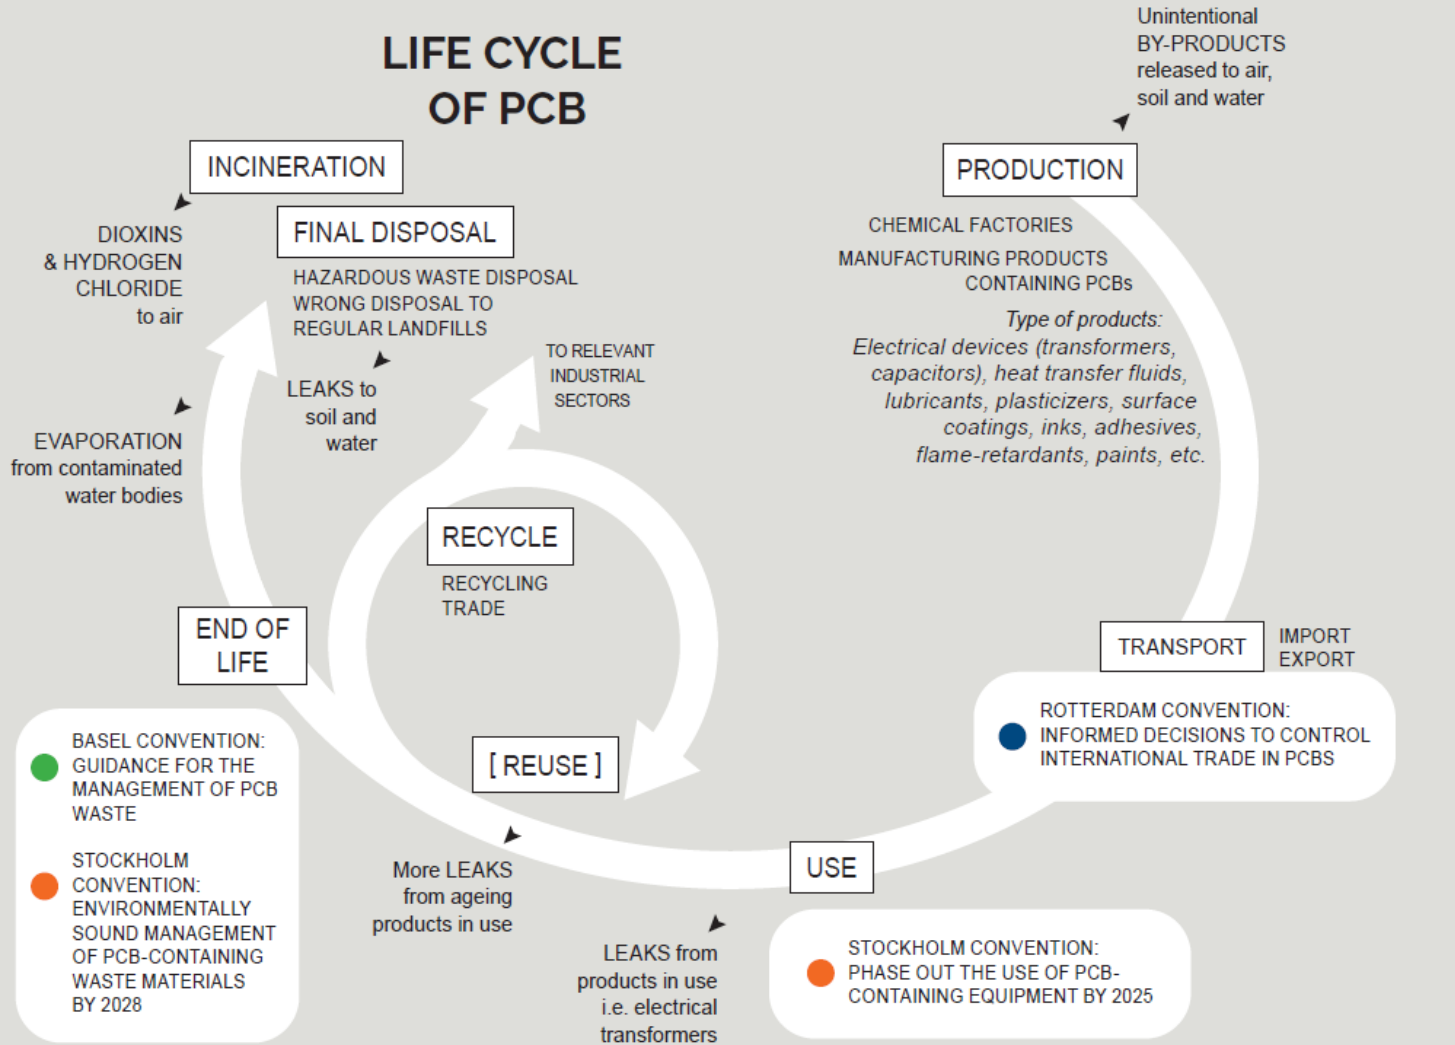 LIFE CYCLE
OF PCB
Unintentional
BY-PRODUCTS
released to air,
soil and water
PRODUCTION
CHEMICAL FACTORIES
MANUFACTURING PRODUCTS
CONTAINING PCBs
Type of products:
Electrical devices (transformers,
capacitors), heat transfer fluids,
lubricants, plasticizers, surface
coatings, inks, adhesives,
flame-retardants, paints, etc.
TRANSPORT
IMPORT
EXPORT
ROTTERDAM CONVENTION:
INFORMED DECISIONS TO CONTROL
INTERNATIONAL TRADE IN PCBS
USE
STOCKHOLM CONVENTION:
PHASE OUT THE USE OF PCB-
CONTAINING EQUIPMENT BY 2025
LEAKS from
products in use
i.e. electrical
transformers
[ REUSE ]
More LEAKS
from ageing
products in use
RECYCLE
RECYCLING
TRADE
TO RELEVANT
INDUSTRIAL
SECTORS
END OF
LIFE
BASEL CONVENTION:
GUIDANCE FOR THE
MANAGEMENT OF PCB
WASTE
STOCKHOLM
CONVENTION:
ENVIRONMENTALLY
SOUND MANAGEMENT
OF PCB-CONTAINING
WASTE MATERIALS
BY 2028
INCINERATION
DIOXINS
& HYDROGEN
CHLORIDE
to air
FINAL DISPOSAL
HAZARDOUS WASTE DISPOSAL
WRONG DISPOSAL TO
REGULAR LANDFILLS
LEAKS to
soil and
water
EVAPORATION
from contaminated
water bodies